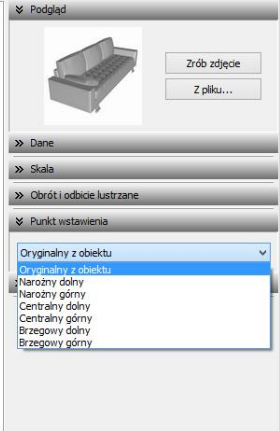 Podgląd
Zrób zdjęcie
Z pliku...
Dane
Skala
Obrót i odbicie lustrzane
Punkt wstawienia
Oryginalny z obiektu
Oryginalny z obiektu
Narożny dolny
Narożny górny
Centralny dolny
Centralny górny
Brzegowy dolny
Brzegowy górny